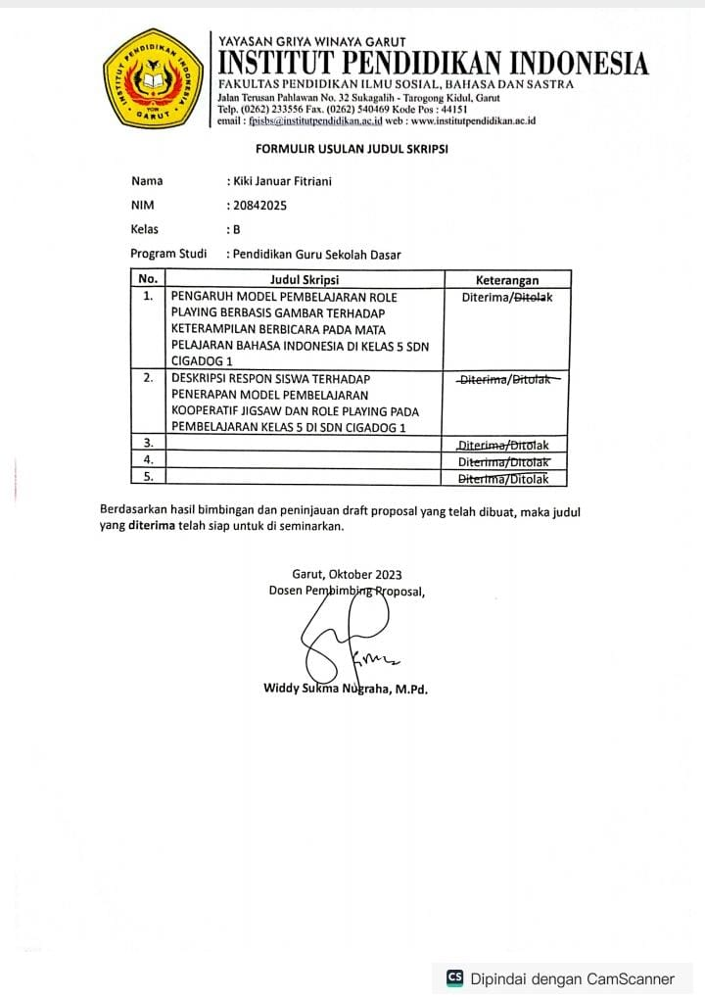 INSTITUT PENDIDIKAN INDONESIA
GARUT
YAYASAN GRIYA WINAYA GARUT
INSTITUT PENDIDIKAN INDONESIA
FAKULTAS PENDIDIKAN ILMU SOSIAL, BAHASA DAN SASTRA
Jalan Terusan Pahlawan No. 32 Sukagalih - Tarogong Kidul, Garut
Telp. (0262) 233556 Fax. (0262) 540469 Kode Pos : 44151
email : fpisbs@institutpendidikan.ac.id web : www.institutpendidikan.ac.id
FORMULIR USULAN JUDUL SKRIPSI
Nama : Kiki Januar Fitriani
NIM : 20842025
Kelas : B
Program Studi : Pendidikan Guru Sekolah Dasar
No. Judul Skripsi Keterangan
1. PENGARUH MODEL PEMBELAJARAN ROLE Diterima/Ditolak
PLAYING BERBASIS GAMBAR TERHADAP
KETERAMPILAN BERBICARA PADA MATA
PELAJARAN BAHASA INDONESIA DI KELAS 5 SDN
CIGADOG 1
2. DESKRIPSI RESPON SISWA TERHADAP Diterima/Ditolak
PENERAPAN MODEL PEMBELAJARAN
KOOPERATIF JIGSAW DAN ROLE PLAYING PADA
PEMBELAJARAN KELAS 5 DI SDN CIGADOG 1
3. Diterima/Ditolak
4. Diterima/Ditolak
5. Diterima/Ditolak
Berdasarkan hasil bimbingan dan peninjauan draft proposal yang telah dibuat, maka judul
yang diterima telah siap untuk di seminarkan.
Garut, Oktober 2023
Dosen Pembimbing Proposal,
Widdy Sukma Nugraha, M.Pd.
CS Dipindai dengan CamScanner